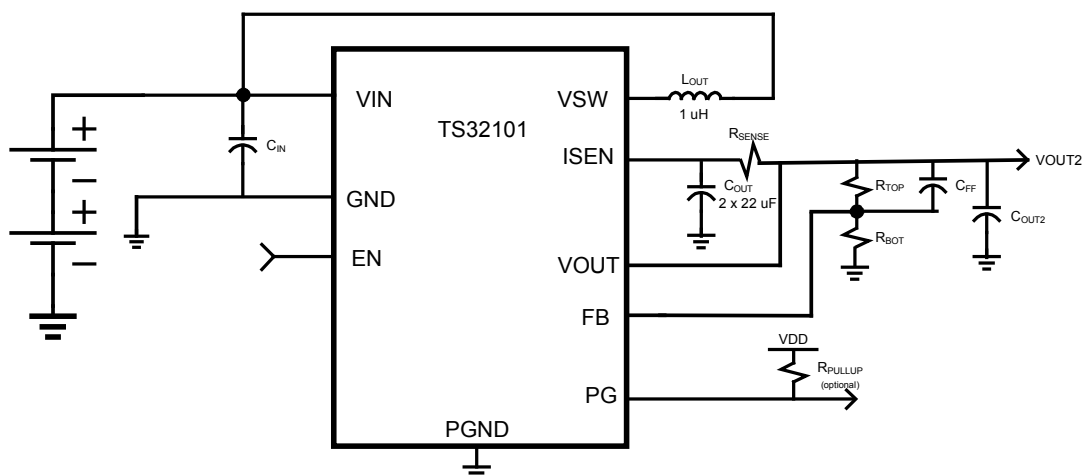 VIN
VSW
LOUT
1 uH
TS32101
RSENSE
CIN
ISEN
VOUT2
COUT
2 x 22 uF
RTOP
CFF
GND
COUT2
RBOT
EN
VOUT
FB
VDD
RPULLUP
(optional)
PG
PGND
+
−
+
−